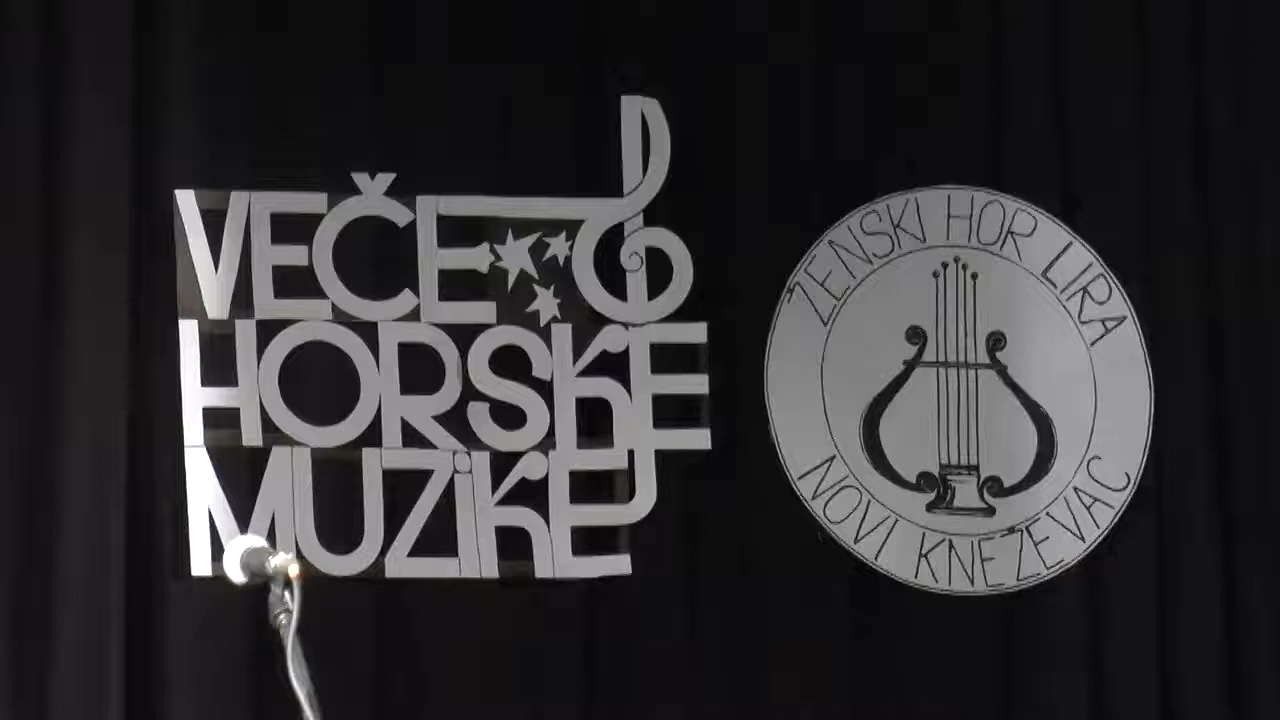 VEČE
HORSKE
MUZiKE
ŽENSKI HOR LIRA
NOVI KNEŽEVAC